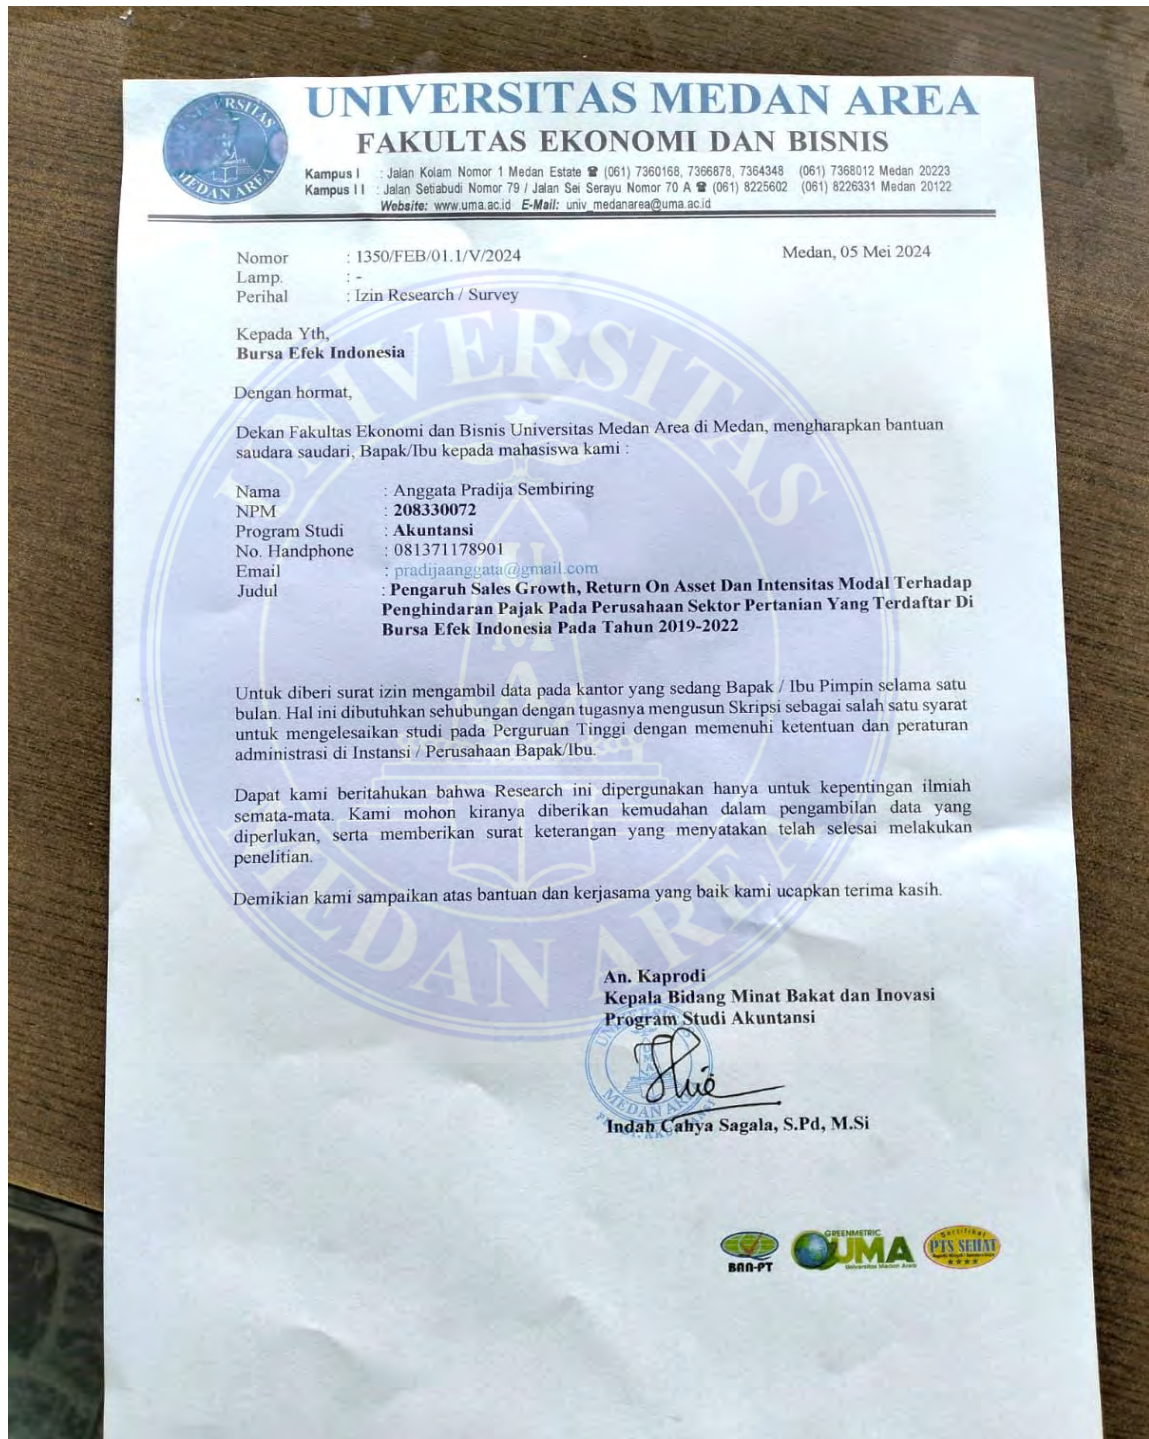 UNIVERSITAS MEDAN AREA
FAKULTAS EKONOMI DAN BISNIS
Kampus I : Jalan Kolam Nomor 1 Medan Estate ☎ (061) 7360168, 7366878, 7364348 (061) 7368012 Medan 20223
Kampus I I : Jalan Setiabudi Nomor 79 / Jalan Sei Serayu Nomor 70 A ☎ (061) 8225602 (061) 8226331 Medan 20122
Website: www.uma.ac.id E-Mail: univ_medanarea@uma.ac.id
Nomor : 1350/FEB/01.1/V/2024 Medan, 05 Mei 2024
Lamp. : -
Perihal : Izin Research / Survey
Kepada Yth,
Bursa Efek Indonesia
Dengan hormat,
Dekan Fakultas Ekonomi dan Bisnis Universitas Medan Area di Medan, mengharapkan bantuan
saudara saudari, Bapak/Ibu kepada mahasiswa kami :
Nama : Anggata Pradija Sembiring
NPM : 208330072
Program Studi : Akuntansi
No. Handphone : 081371178901
Email : pradijaanggata@gmail.com
Judul : Pengaruh Sales Growth, Return On Asset Dan Intensitas Modal Terhadap
Penghindaran Pajak Pada Perusahaan Sektor Pertanian Yang Terdaftar Di
Bursa Efek Indonesia Pada Tahun 2019-2022
Untuk diberi surat izin mengambil data pada kantor yang sedang Bapak / Ibu Pimpin selama satu
bulan. Hal ini dibutuhkan sehubungan dengan tugasnya mengusun Skripsi sebagai salah satu syarat
untuk mengelesaikan studi pada Perguruan Tinggi dengan memenuhi ketentuan dan peraturan
administrasi di Instansi / Perusahaan Bapak/Ibu.
Dapat kami beritahukan bahwa Research ini dipergunakan hanya untuk kepentingan ilmiah
semata-mata. Kami mohon kiranya diberikan kemudahan dalam pengambilan data yang
diperlukan, serta memberikan surat keterangan yang menyatakan telah selesai melakukan
penelitian.
Demikian kami sampaikan atas bantuan dan kerjasama yang baik kami ucapkan terima kasih.
An. Kaprodi
Kepala Bidang Minat Bakat dan Inovasi
Program Studi Akuntansi
Indah Cahya Sagala, S.Pd, M.Si
UNIVERSITAS
UMA
MEDAN AREA
BAN-PT
GREENMETRIC
UMA
Universitas Medan Area
Sertifikat
PTS SEHAT